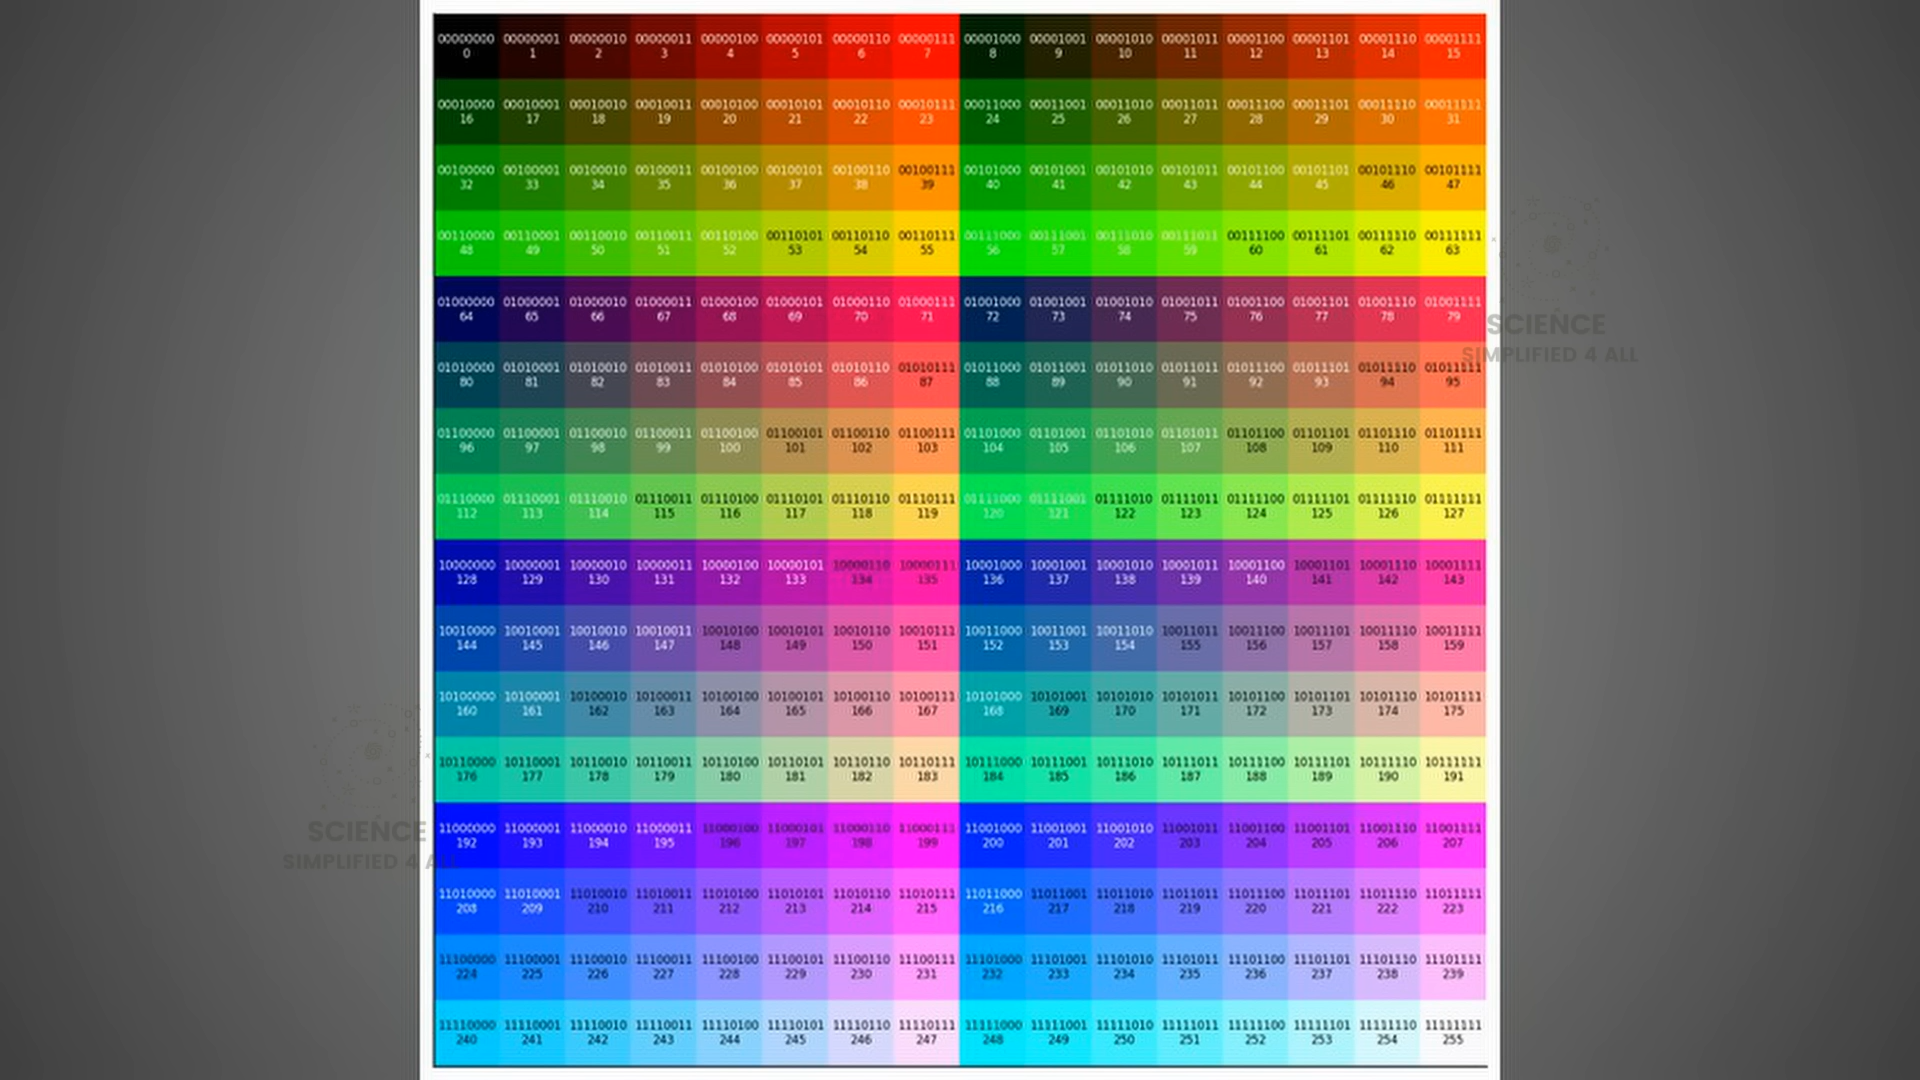 00000000 00000001 00000010 00000011 00000100 00000101 00000110 00000111 00001000 00001001 00001010 00001011 00001100 00001101 00001110 00001111
0 1 2 3 4 5 6 7 8 9 10 11 12 13 14 15
00010000 00010001 00010010 00010011 00010100 00010101 00010110 00010111 00011000 00011001 00011010 00011011 00011100 00011101 00011110 00011111
16 17 18 19 20 21 22 23 24 25 26 27 28 29 30 31
00100000 00100001 00100010 00100011 00100100 00100101 00100110 00100111 00101000 00101001 00101010 00101011 00101100 00101101 00101110 00101111
32 33 34 35 36 37 38 39 40 41 42 43 44 45 46 47
00110000 00110001 00110010 00110011 00110100 00110101 00110110 00110111 00111000 00111001 00111010 00111011 00111100 00111101 00111110 00111111
48 49 50 51 52 53 54 55 56 57 58 59 60 61 62 63
01000000 01000001 01000010 01000011 01000100 01000101 01000110 01000111 01001000 01001001 01001010 01001011 01001100 01001101 01001110 01001111
64 65 66 67 68 69 70 71 72 73 74 75 76 77 78 79
SCIENCE
SIMPLIFIED 4 ALL
01010000 01010001 01010010 01010011 01010100 01010101 01010110 01010111 01011000 01011001 01011010 01011011 01011100 01011101 01011110 01011111
80 81 82 83 84 85 86 87 88 89 90 91 92 93 94 95
01100000 01100001 01100010 01100011 01100100 01100101 01100110 01100111 01101000 01101001 01101010 01101011 01101100 01101101 01101110 01101111
96 97 98 99 100 101 102 103 104 105 106 107 108 109 110 111
01110000 01110001 01110010 01110011 01110100 01110101 01110110 01110111 01111000 01111001 01111010 01111011 01111100 01111101 01111110 01111111
112 113 114 115 116 117 118 119 120 121 122 123 124 125 126 127
10000000 10000001 10000010 10000011 10000100 10000101 10000110 10000111 10001000 10001001 10001010 10001011 10001100 10001101 10001110 10001111
128 129 130 131 132 133 134 135 136 137 138 139 140 141 142 143
10010000 10010001 10010010 10010011 10010100 10010101 10010110 10010111 10011000 10011001 10011010 10011011 10011100 10011101 10011110 10011111
144 145 146 147 148 149 150 151 152 153 154 155 156 157 158 159
10100000 10100001 10100010 10100011 10100100 10100101 10100110 10100111 10101000 10101001 10101010 10101011 10101100 10101101 10101110 10101111
160 161 162 163 164 165 166 167 168 169 170 171 172 173 174 175
10110000 10110001 10110010 10110011 10110100 10110101 10110110 10110111 10111000 10111001 10111010 10111011 10111100 10111101 10111110 10111111
176 177 178 179 180 181 182 183 184 185 186 187 188 189 190 191
11000000 11000001 11000010 11000011 11000100 11000101 11000110 11000111 11001000 11001001 11001010 11001011 11001100 11001101 11001110 11001111
192 193 194 195 196 197 198 199 200 201 202 203 204 205 206 207
SCIENCE
SIMPLIFIED 4 ALL
11010000 11010001 11010010 11010011 11010100 11010101 11010110 11010111 11011000 11011001 11011010 11011011 11011100 11011101 11011110 11011111
208 209 210 211 212 213 214 215 216 217 218 219 220 221 222 223
11100000 11100001 11100010 11100011 11100100 11100101 11100110 11100111 11101000 11101001 11101010 11101011 11101100 11101101 11101110 11101111
224 225 226 227 228 229 230 231 232 233 234 235 236 237 238 239
11110000 11110001 11110010 11110011 11110100 11110101 11110110 11110111 11111000 11111001 11111010 11111011 11111100 11111101 11111110 11111111
240 241 242 243 244 245 246 247 248 249 250 251 252 253 254 255